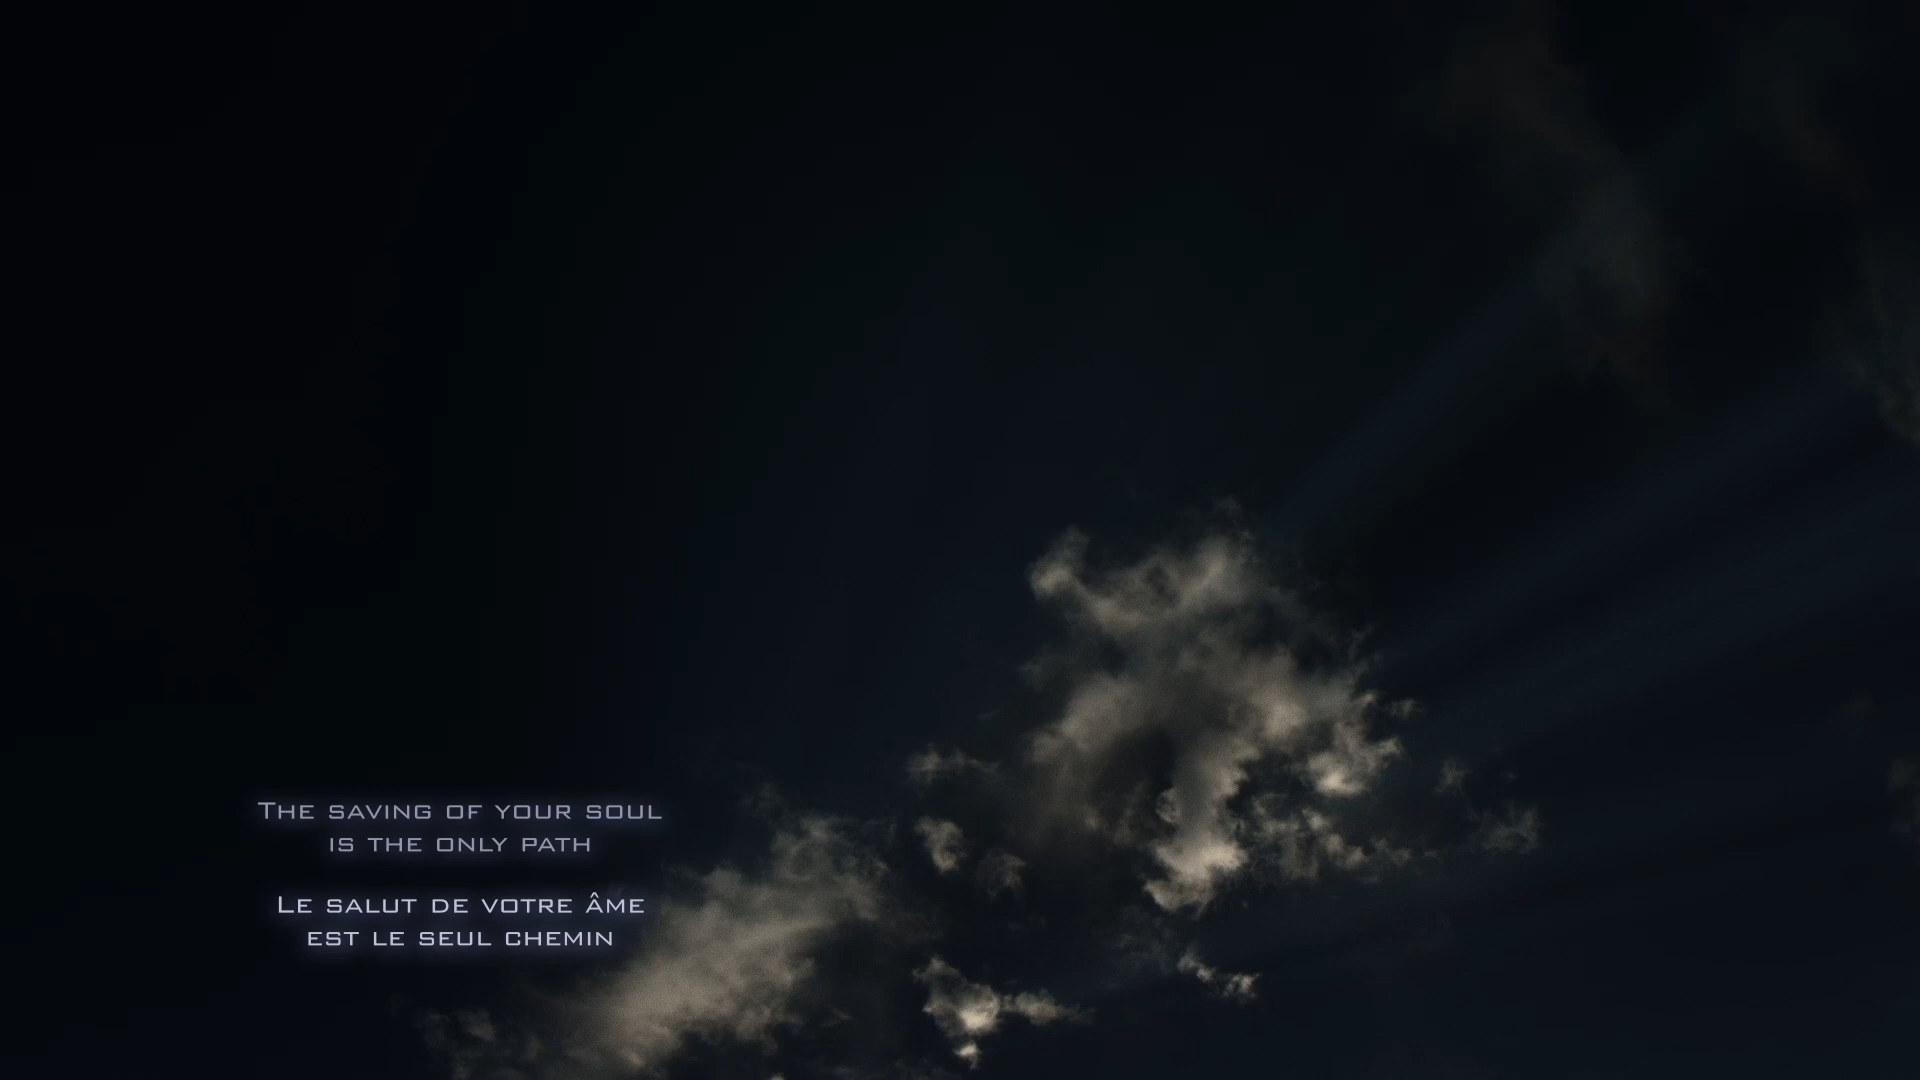 The saving of your soul
is the only path
Le salut de votre âme
est le seul chemin